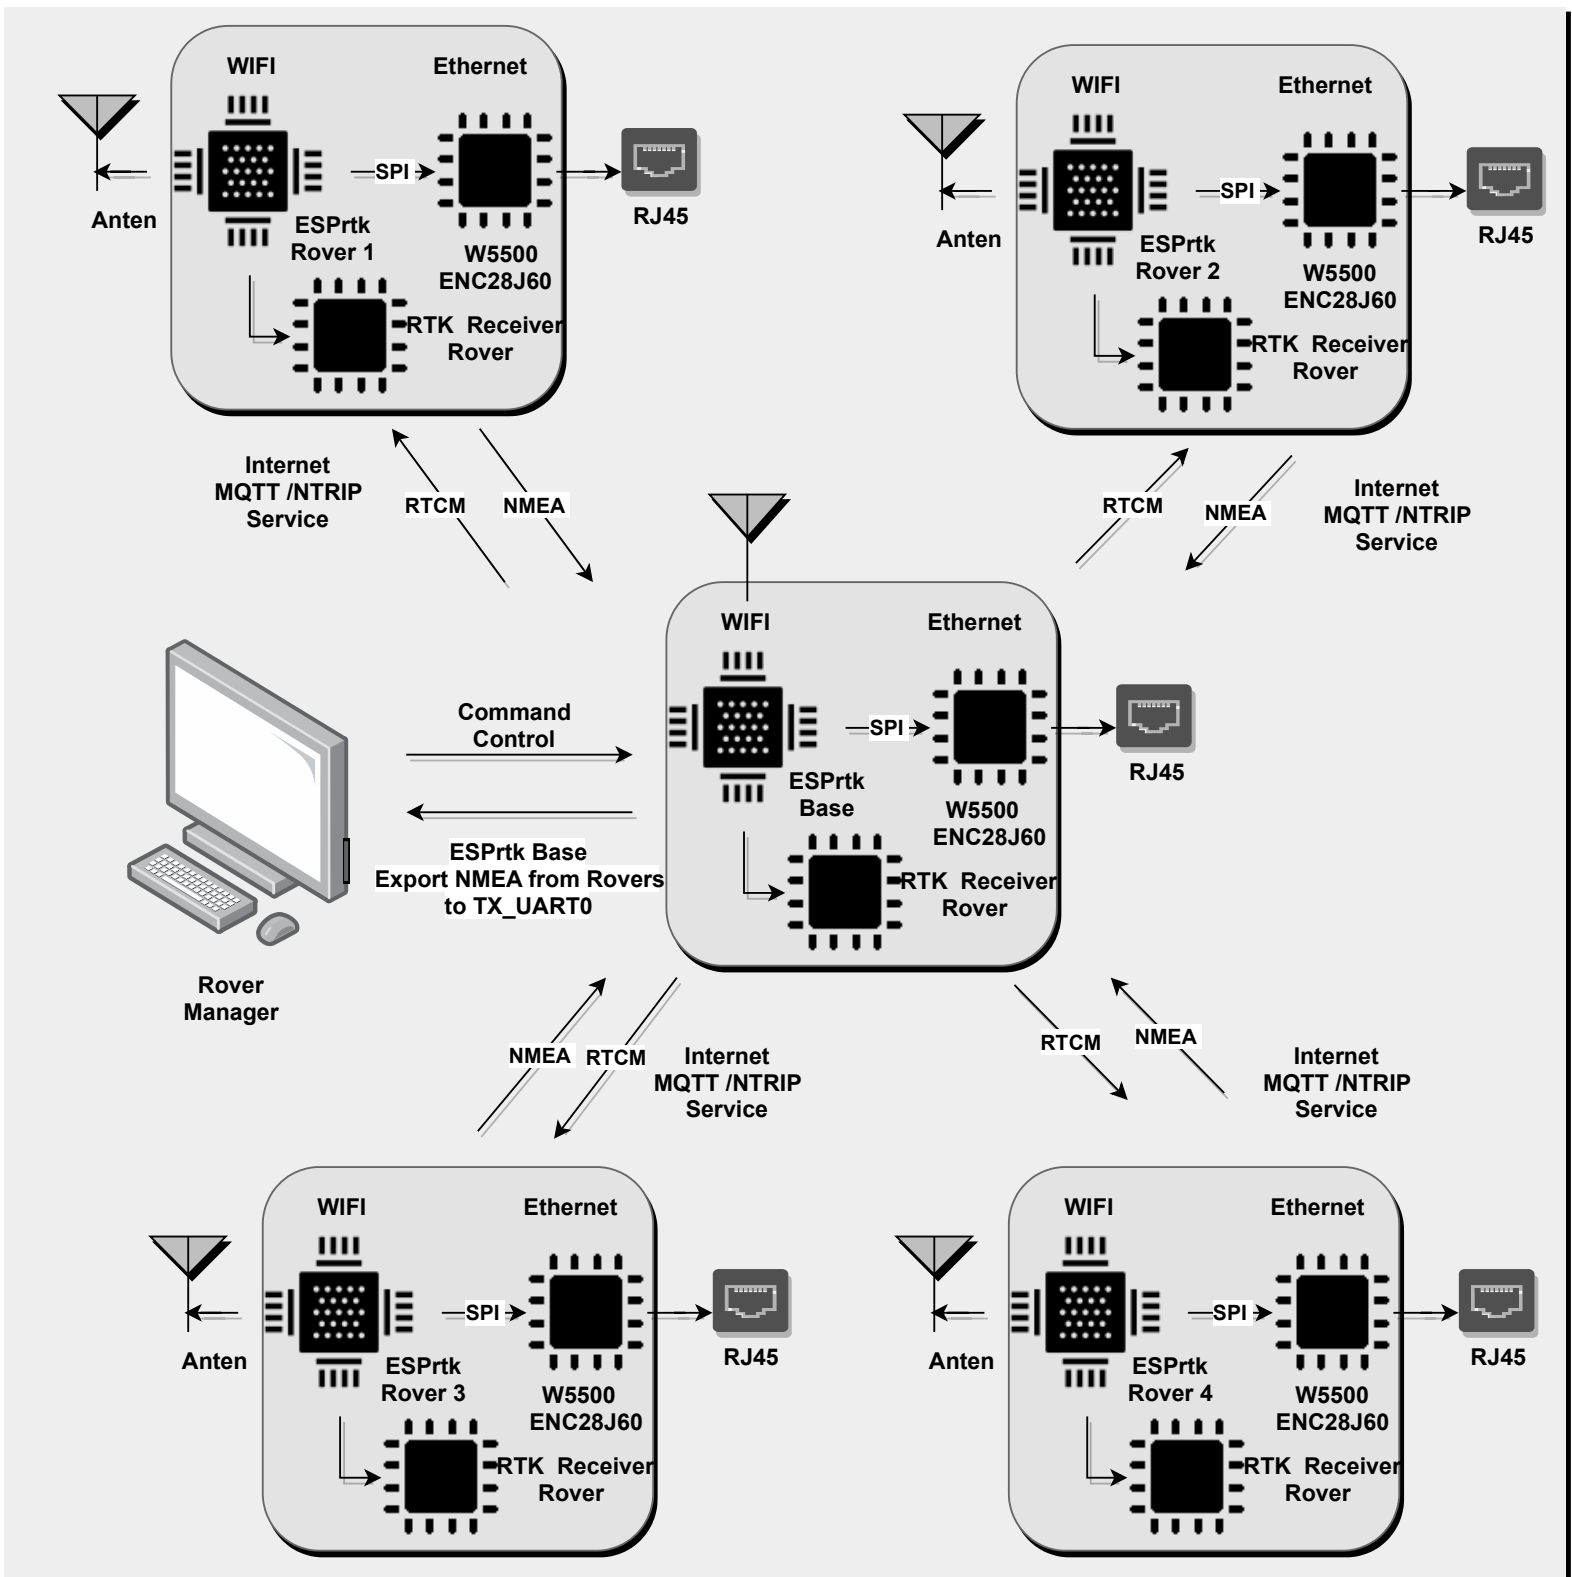 WIFI
Ethernet
SPI
Anten
RJ45
ESPrtk
Rover 1
W5500
ENC28J60
RTK Receiver
Rover
WIFI
Ethernet
SPI
Anten
RJ45
ESPrtk
Rover 2
W5500
ENC28J60
RTK Receiver
Rover
Internet
MQTT /NTRIP
Service
RTCM
NMEA
RTCM
NMEA
Internet
MQTT /NTRIP
Service
WIFI
Ethernet
Command
Control
SPI
RJ45
ESPrtk
Base
W5500
ENC28J60
RTK Receiver
Rover
ESPrtk Base
Export NMEA from Rovers
to TX_UART0
Rover
Manager
NMEA
RTCM
Internet
MQTT /NTRIP
Service
RTCM
NMEA
Internet
MQTT /NTRIP
Service
WIFI
Ethernet
SPI
Anten
RJ45
ESPrtk
Rover 3
W5500
ENC28J60
RTK Receiver
Rover
WIFI
Ethernet
SPI
Anten
RJ45
ESPrtk
Rover 4
W5500
ENC28J60
RTK Receiver
Rover